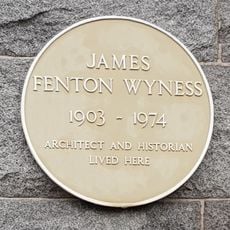 JAMES
FENTON WYNESS
1903 - 1974
ARCHITECT AND HISTORIAN
LIVED HERE